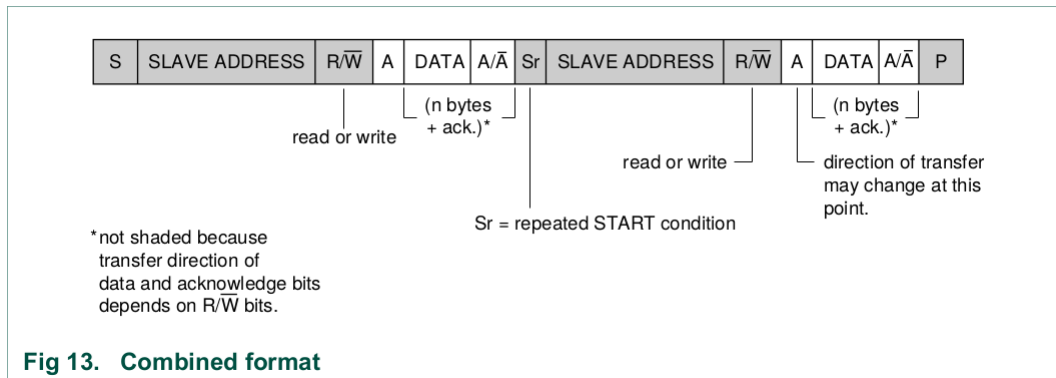 S SLAVE ADDRESS R/W̅ A DATA A/A̅ Sr SLAVE ADDRESS R/W̅ A DATA A/A̅ P
(n bytes
+ ack.)*
(n bytes
+ ack.)*
read or write
read or write
direction of transfer
may change at this
point.
Sr = repeated START condition
*not shaded because
transfer direction of
data and acknowledge bits
depends on R/W̅ bits.
Fig 13. Combined format